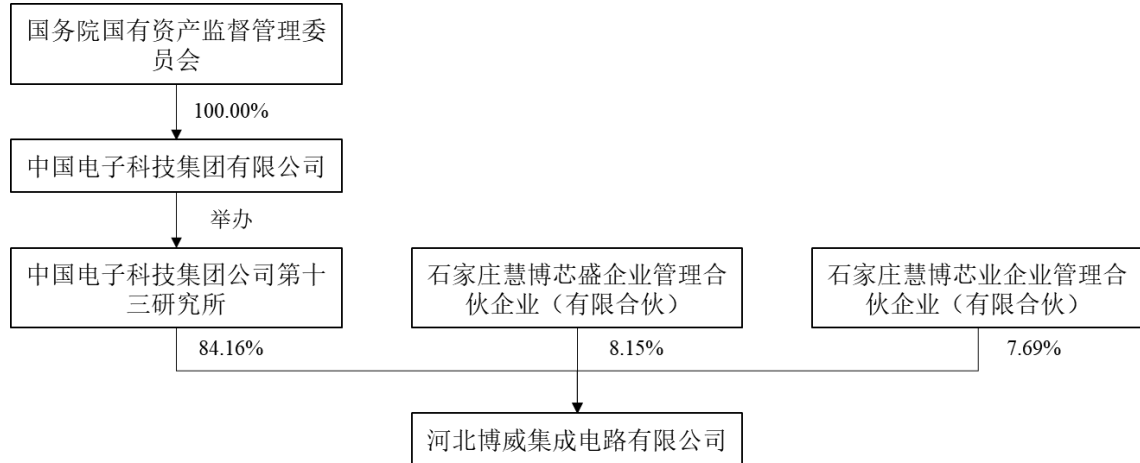 国务院国有资产监督管理委
员会
100.00%
中国电子科技集团有限公司
举办
中国电子科技集团公司第十
三研究所
石家庄慧博芯盛企业管理合
伙企业（有限合伙）
石家庄慧博芯业企业管理合
伙企业（有限合伙）
84.16%
8.15%
7.69%
河北博威集成电路有限公司